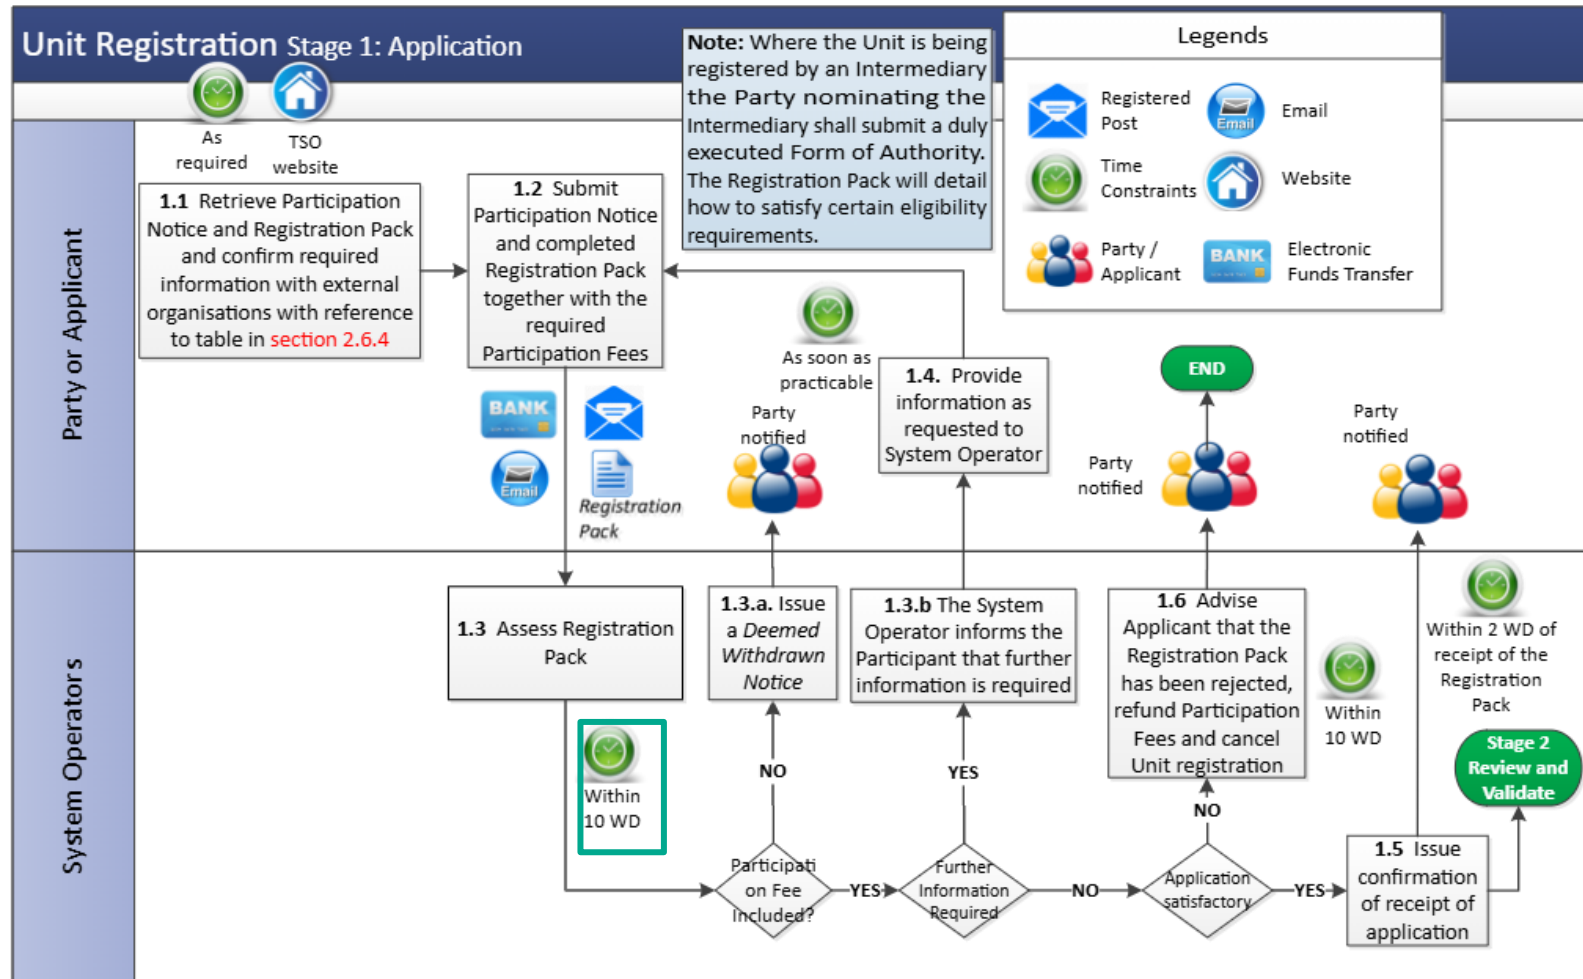 Unit Registration Stage 1: Application
Note: Where the Unit is being
registered by an Intermediary
the Party nominating the
Intermediary shall submit a duly
executed Form of Authority.
The Registration Pack will detail
how to satisfy certain eligibility
requirements.
Legends
Registered
Post
Email
Email
Time
Constraints
Website
Party /
Applicant
BANK
Electronic
Funds Transfer
As
required
TSO
website
Party or Applicant
1.1 Retrieve Participation
Notice and Registration Pack
and confirm required
information with external
organisations with reference
to table in section 2.6.4
1.2 Submit
Participation Notice
and completed
Registration Pack
together with the
required
Participation Fees
BANK
Email
Registration
Pack
Party
notified
As soon as
practicable
1.4. Provide
information as
requested to
System Operator
END
Party
notified
Party
notified
System Operators
1.3 Assess Registration
Pack
Within
10 WD
1.3.a. Issue
a Deemed
Withdrawn
Notice
1.3.b The System
Operator informs the
Participant that further
information is required
1.6 Advise
Applicant that the
Registration Pack
has been rejected,
refund Participation
Fees and cancel
Unit registration
Within
10 WD
Within 2 WD of
receipt of the
Registration
Pack
Stage 2
Review and
Validate
NO
YES
NO
Participati
on Fee
Included?
YES
Further
Information
Required
NO
Application
satisfactory
YES
1.5 Issue
confirmation
of receipt of
application